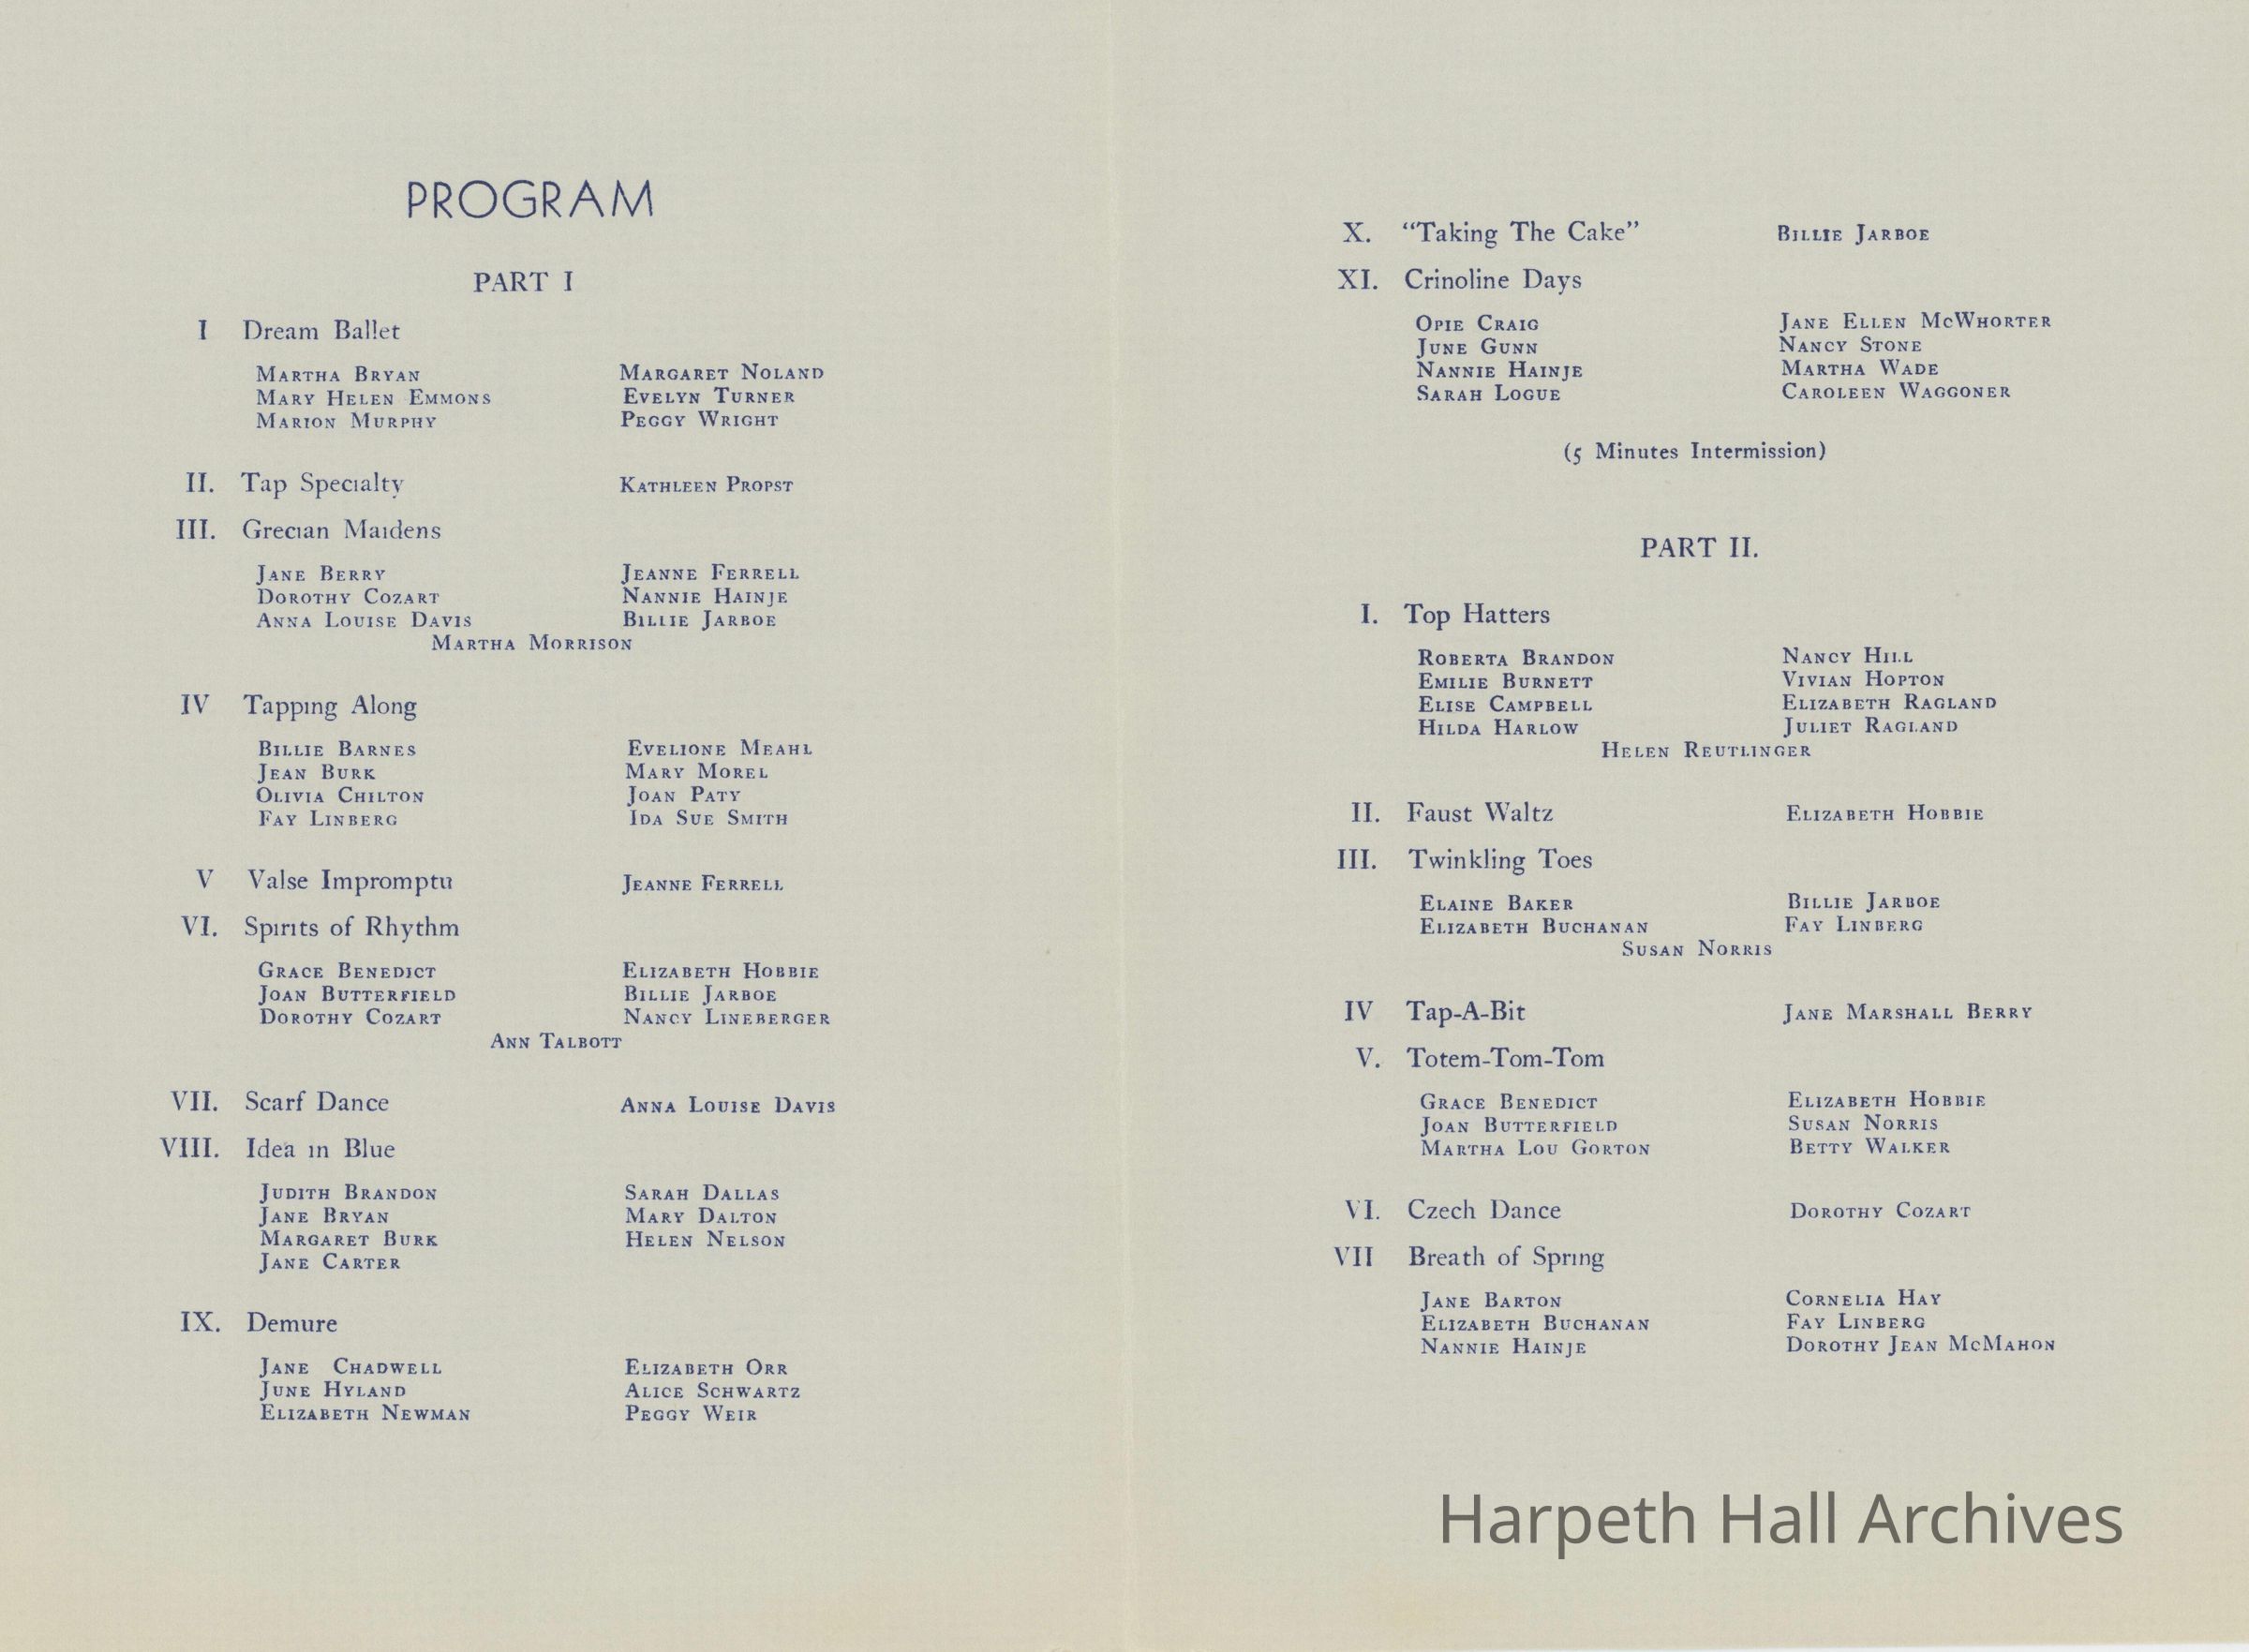 PROGRAM
PART I
I Dream Ballet
MARTHA BRYAN MARGARET NOLAND
MARY HELEN EMMONS EVELYN TURNER
MARION MURPHY PEGGY WRIGHT
II. Tap Specialty KATHLEEN PROPST
III. Grecian Maidens
JANE BERRY JEANNE FERRELL
DOROTHY COZART NANNIE HAINJE
ANNA LOUISE DAVIS BILLIE JARBOE
MARTHA MORRISON
IV Tapping Along
BILLIE BARNES EVELIONE MEAHL
JEAN BURK MARY MOREL
OLIVIA CHILTON JOAN PATY
FAY LINBERG IDA SUE SMITH
V Valse Impromptu JEANNE FERRELL
VI. Spirits of Rhythm
GRACE BENEDICT ELIZABETH HOBBIE
JOAN BUTTERFIELD BILLIE JARBOE
DOROTHY COZART NANCY LINEBERGER
ANN TALBOTT
VII. Scarf Dance ANNA LOUISE DAVIS
VIII. Idea in Blue
JUDITH BRANDON SARAH DALLAS
JANE BRYAN MARY DALTON
MARGARET BURK HELEN NELSON
JANE CARTER
IX. Demure
JANE CHADWELL ELIZABETH ORR
JUNE HYLAND ALICE SCHWARTZ
ELIZABETH NEWMAN PEGGY WEIR
X. “Taking The Cake” BILLIE JARBOE
XI. Crinoline Days
OPIE CRAIG JANE ELLEN MCWHORTER
JUNE GUNN NANCY STONE
NANNIE HAINJE MARTHA WADE
SARAH LOGUE CAROLEEN WAGGONER
(5 Minutes Intermission)
PART II.
I. Top Hatters
ROBERTA BRANDON NANCY HILL
EMILIE BURNETT VIVIAN HOPTON
ELISE CAMPBELL ELIZABETH RAGLAND
HILDA HARLOW JULIET RAGLAND
HELEN REUTLINGER
II. Faust Waltz ELIZABETH HOBBIE
III. Twinkling Toes
ELAINE BAKER BILLIE JARBOE
ELIZABETH BUCHANAN FAY LINBERG
SUSAN NORRIS
IV Tap-A-Bit JANE MARSHALL BERRY
V. Totem-Tom-Tom
GRACE BENEDICT ELIZABETH HOBBIE
JOAN BUTTERFIELD SUSAN NORRIS
MARTHA LOU GORTON BETTY WALKER
VI. Czech Dance DOROTHY COZART
VII Breath of Spring
JANE BARTON CORNELIA HAY
ELIZABETH BUCHANAN FAY LINBERG
NANNIE HAINJE DOROTHY JEAN MCMAHON
Harpeth Hall Archives